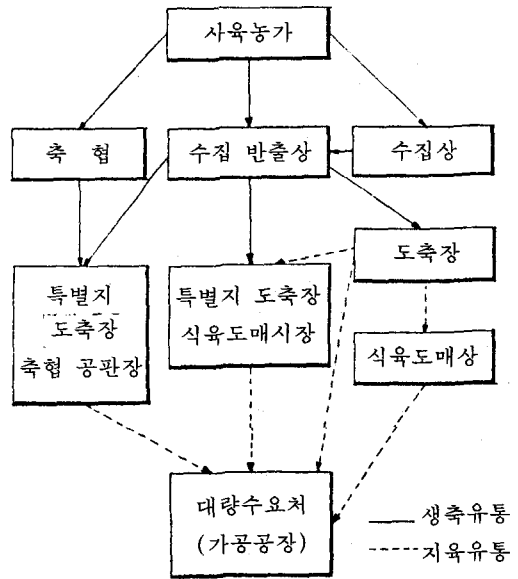 사육농가
축 협
수집 반출상
수집상
도축장
특별지
도축장
축협 공판장
특별지 도축장
식육도매시장
식육도매상
대량수요처
(가공공장)
생축유통
지육유통